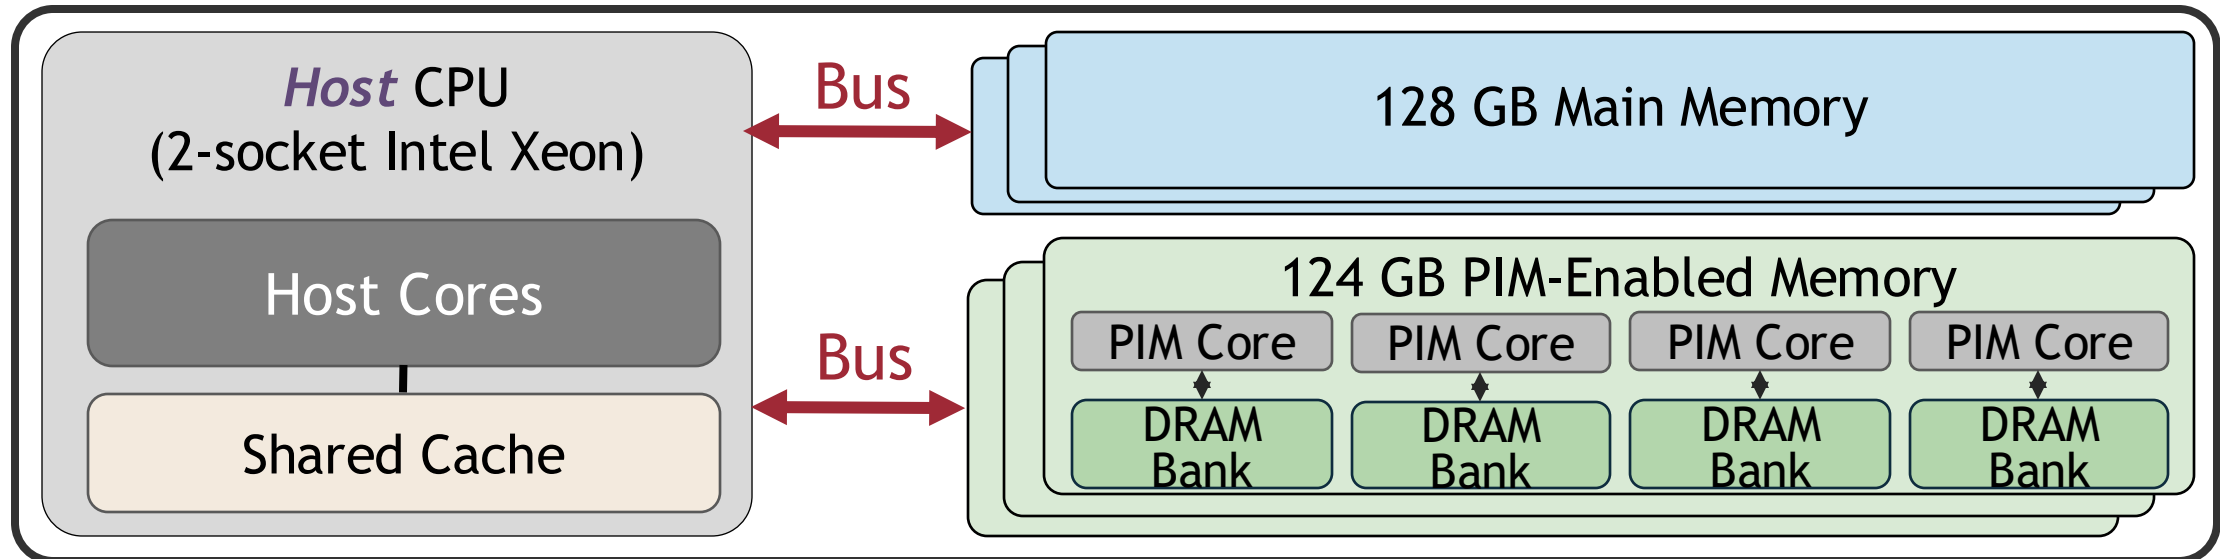 Host CPU
(2-socket Intel Xeon)
Host Cores
Shared Cache
Bus
Bus
128 GB Main Memory
124 GB PIM-Enabled Memory
PIM Core
PIM Core
PIM Core
PIM Core
DRAM
Bank
DRAM
Bank
DRAM
Bank
DRAM
Bank